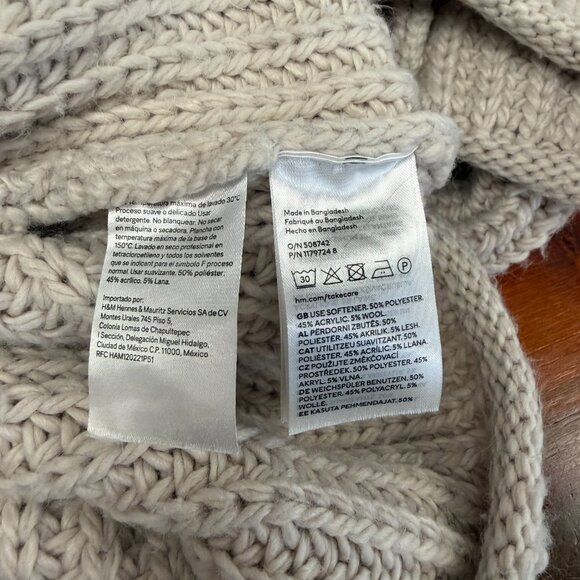 temperatura máxima de lavado 30°C
Proceso suave o delicado Usar
detergente. No blanquear. No secar
en máquina o secadora. Plancha con
temperatura máxima de la base de
150°C. Lavado en seco profesional en
tetracloroetileno y todos los solventes
que se indican para el símbolo F proceso
normal. Usar suavizante. 50% poliéster.
45% acrílico. 5% Lana.
Importado por:
H&M Hennes & Mauritz Servicios SA de CV
Montes Urales 745 Piso 5,
Colonia Lomas de Chapultepec
I Sección, Delegación Miguel Hidalgo,
Ciudad de México C.P. 11000, México
RFC HAM120221P51
Made in Bangladesh
Fabriqué au Bangladesh
Hecho en Bangladesh
O/N 508742
P/N 1179724 8
30 P
hm.com/takecare
GB USE SOFTENER. 50% POLYESTER.
45% ACRYLIC. 5% WOOL.
AL PËRDORNI ZBUTËS. 50%
POLIESTËR. 45% AKRILIK. 5% LESH.
CAT UTILITZEU SUAVITZANT. 50%
POLIÈSTER. 45% ACRÍLIC. 5% LLANA.
CZ POUŽIJTE ZMĚKČOVACÍ
PROSTŘEDEK. 50% POLYESTER. 45%
AKRYL. 5% VLNA.
DE WEICHSPÜLER BENUTZEN. 50%
POLYESTER. 45% POLYACRYL. 5%
WOLLE.
EE KASUTA PEHMENDAJAT. 50%